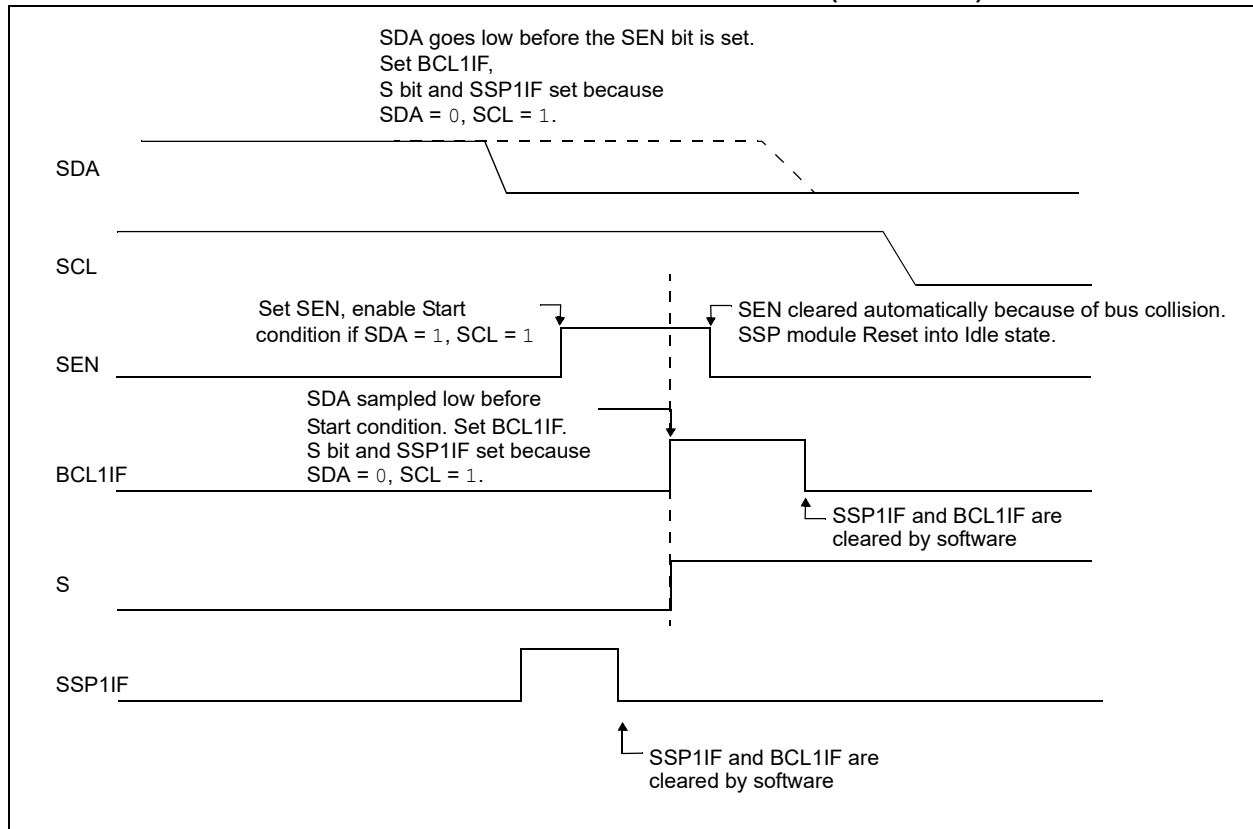 SDA goes low before the SEN bit is set.
Set BCL1IF,
S bit and SSP1IF set because
SDA = 0, SCL = 1.
SDA
SCL
Set SEN, enable Start
condition if SDA = 1, SCL = 1
SEN cleared automatically because of bus collision.
SSP module Reset into Idle state.
SEN
SDA sampled low before
Start condition. Set BCL1IF.
S bit and SSP1IF set because
SDA = 0, SCL = 1.
BCL1IF
SSP1IF and BCL1IF are
cleared by software
S
SSP1IF
SSP1IF and BCL1IF are
cleared by software